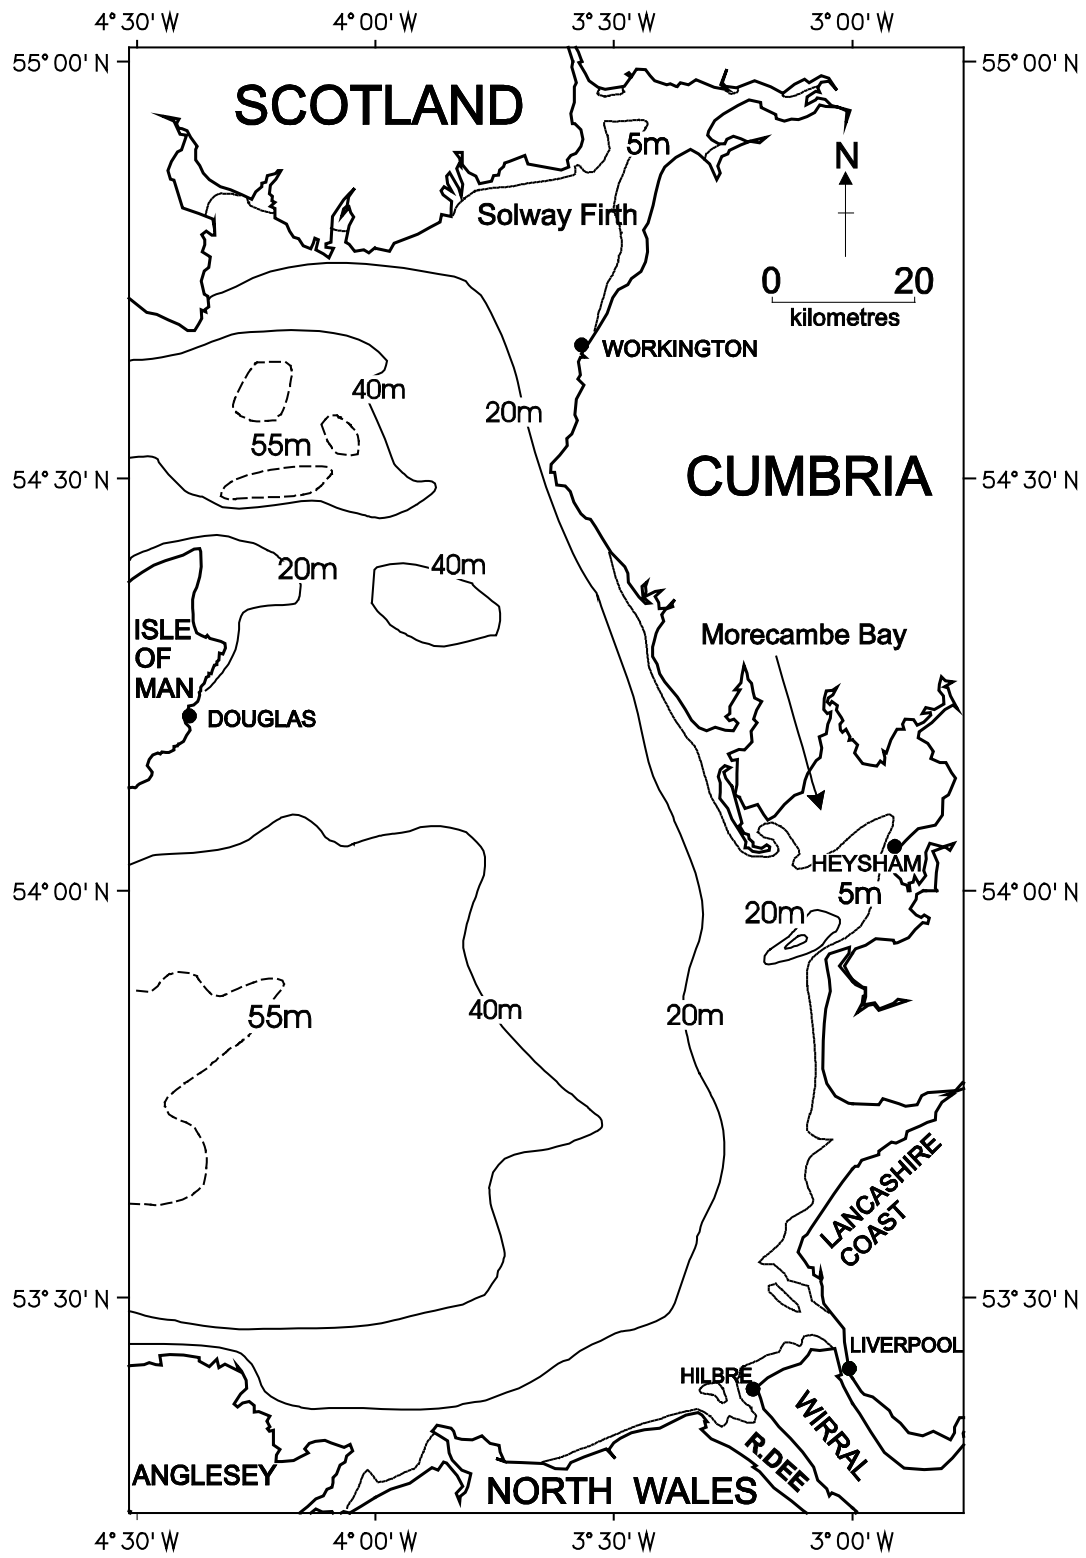 4°30'W 4°00'W 3°30'W 3°00'W
55°00'N 55°00'N
SCOTLAND
5m
N
Solway Firth
0 20
kilometres
WORKINGTON
40m
20m
55m
CUMBRIA
54°30'N 54°30'N
20m
40m
ISLE
OF
MAN
Morecambe Bay
DOUGLAS
HEYSHAM
54°00'N 54°00'N
5m
20m
55m
40m
20m
LANCASHIRE
COAST
53°30'N 53°30'N
LIVERPOOL
HILBRE
WIRRAL
R.DEE
ANGLESEY
NORTH WALES
4°30'W 4°00'W 3°30'W 3°00'W